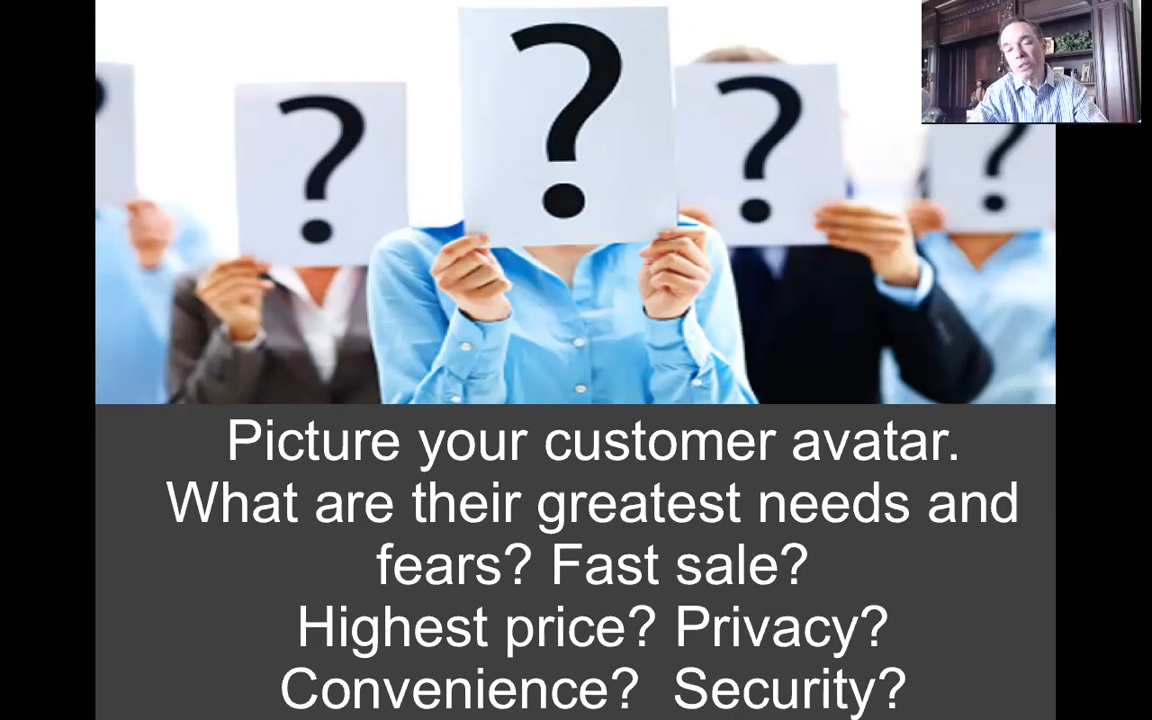 ? ? ? ? ?
Picture your customer avatar.
What are their greatest needs and
fears? Fast sale?
Highest price? Privacy?
Convenience? Security?